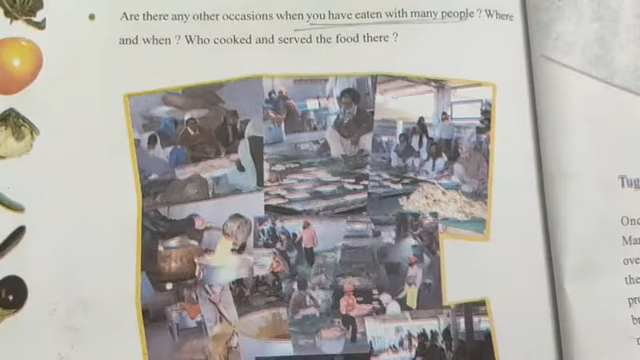 Are there any other occasions when you have eaten with many people ? Where
and when ? Who cooked and served the food there ?
Tug
Onc
Mar
ove
the
pro
br